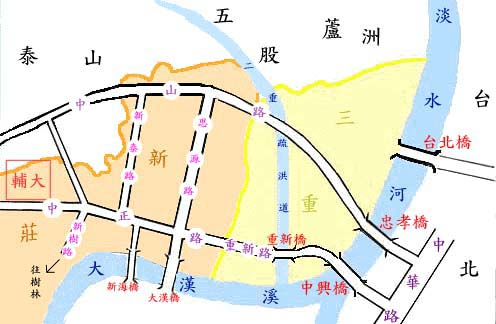 泰山
五股
蘆洲
淡水河
台北
二重疏洪道
中山路
新泰路
思源路
三重
台北橋
新莊
輔大
中正路
新樹路
往樹林
重新路
重新橋
忠孝橋
中興橋
中華路
大漢溪
新海橋
大漢橋